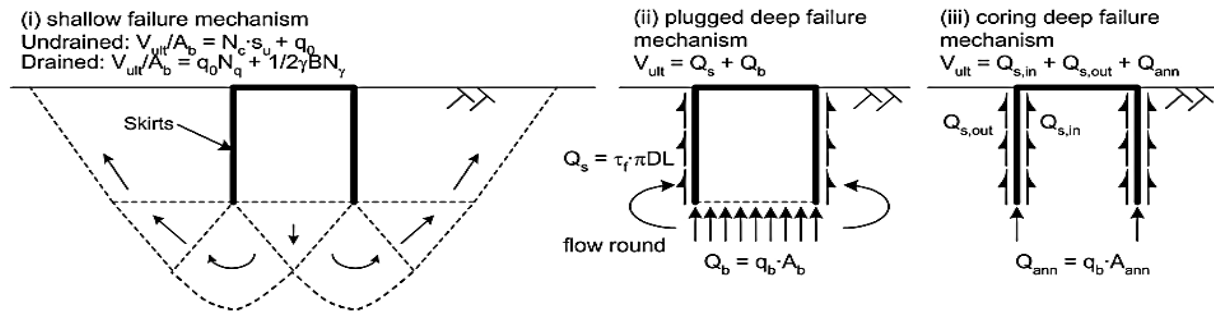 (i) shallow failure mechanism
Undrained: V_ult/A_b = N_c·s_u + q_0
Drained: V_ult/A_b = q_0N_q + 1/2γBN_γ
Skirts
(ii) plugged deep failure
mechanism
V_ult = Q_s + Q_b
Q_s = τ_f·πDL
flow round
Q_b = q_b·A_b
(iii) coring deep failure
mechanism
V_ult = Q_s,in + Q_s,out + Q_ann
Q_s,out
Q_s,in
Q_ann = q_b·A_ann